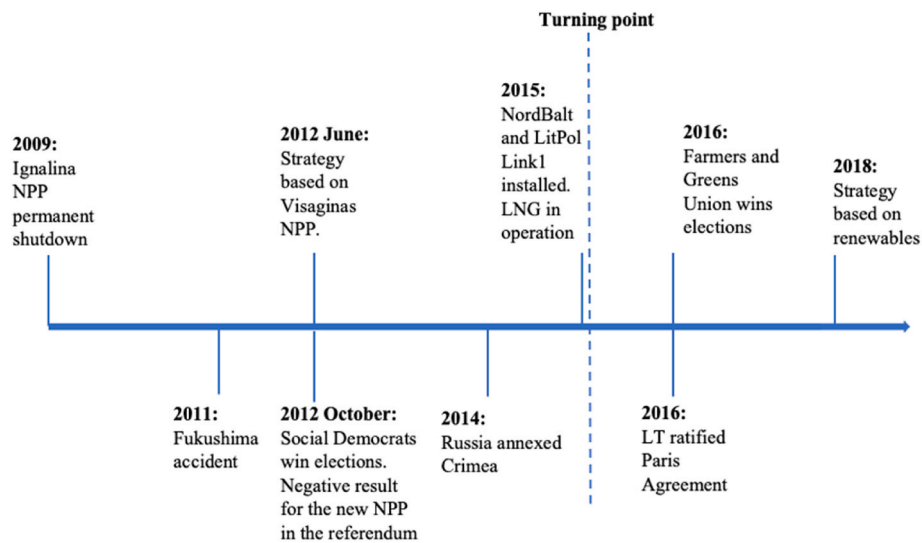 Turning point
2009:
Ignalina
NPP
permanent
shutdown
2012 June:
Strategy
based on
Visaginas
NPP.
2015:
NordBalt
and LitPol
Link1
installed.
LNG in
operation
2016:
Farmers and
Greens
Union wins
elections
2018:
Strategy
based on
renewables
2011:
Fukushima
accident
2012 October:
Social Democrats
win elections.
Negative result
for the new NPP
in the referendum
2014:
Russia annexed
Crimea
2016:
LT ratified
Paris
Agreement